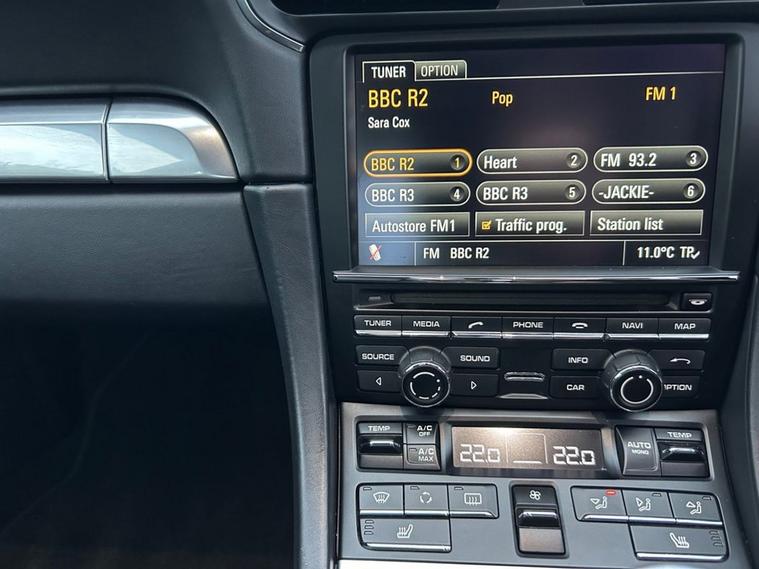 TUNER OPTION
BBC R2 Pop FM 1
Sara Cox
BBC R2 1 Heart 2 FM 93.2 3
BBC R3 4 BBC R3 5 -JACKIE- 6
Autostore FM1 Traffic prog. Station list
FM BBC R2 11.0°C TP
TUNER MEDIA PHONE NAVI MAP
SOURCE SOUND INFO
CAR OPTION
TEMP A/C OFF AUTO MONO TEMP
A/C MAX
22.0 22.0